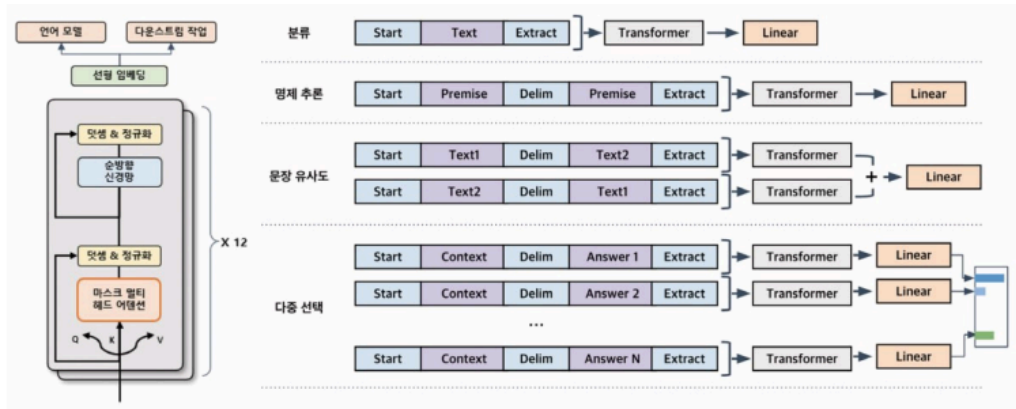 언어 모델 다운스트림 작업
선형 임베딩
덧셈 & 정규화
순방향
신경망
덧셈 & 정규화
마스크 멀티
헤드 어텐션
Q K V
X 12
분류 Start Text Extract Transformer Linear
명제 추론 Start Premise Delim Premise Extract Transformer Linear
Start Text1 Delim Text2 Extract Transformer
문장 유사도 + Linear
Start Text2 Delim Text1 Extract Transformer
Start Context Delim Answer 1 Extract Transformer Linear
다중 선택
Start Context Delim Answer 2 Extract Transformer Linear
...
Start Context Delim Answer N Extract Transformer Linear